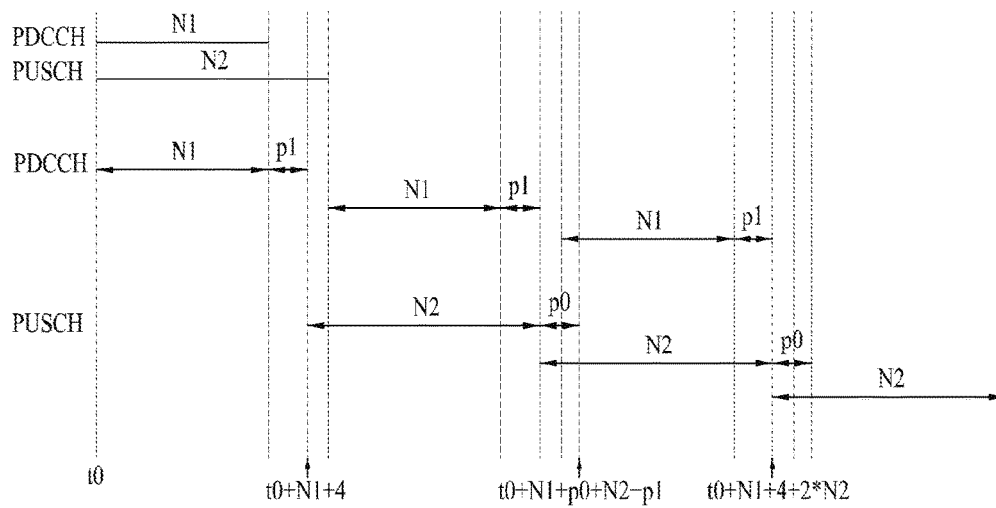 PDCCH N1
PUSCH N2
PDCCH N1 p1
N1 p1
N1 p1
PUSCH N2 p0
N2 p0
N2
t0 t0+N1+4 t0+N1+p0+N2-p1 t0+N1+4+2*N2